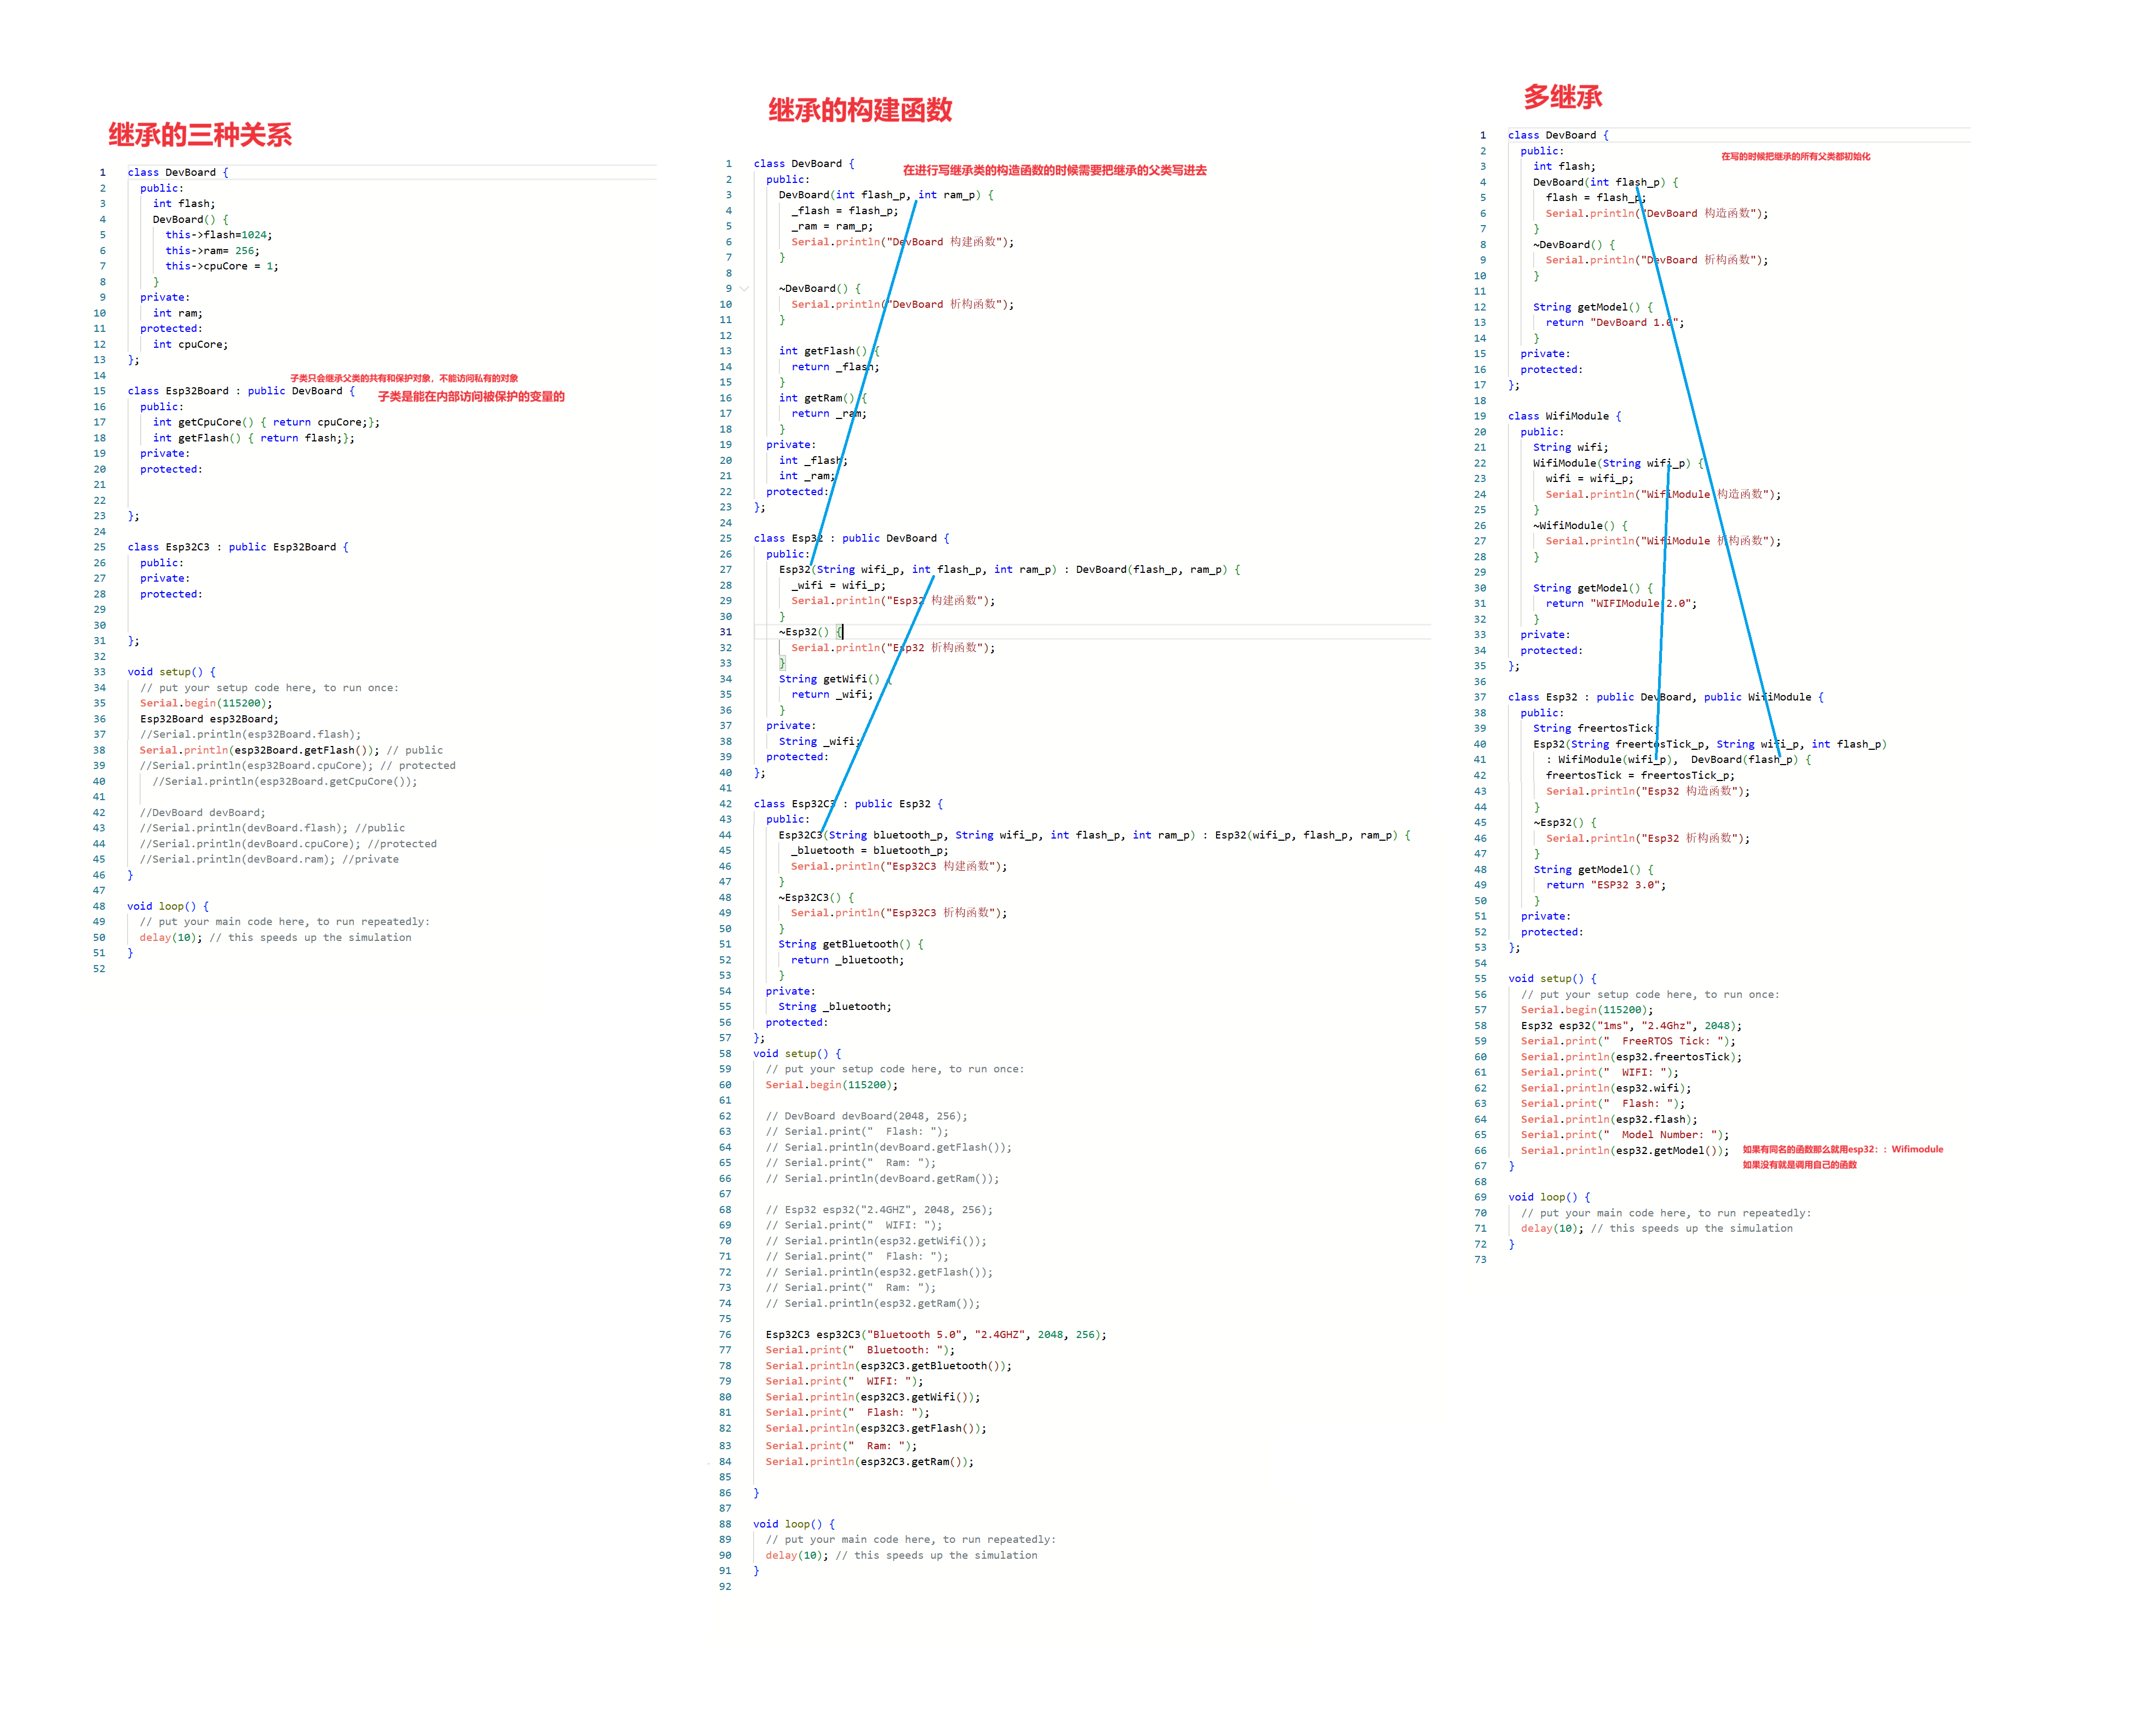 继承的三种关系
1 class DevBoard {
2 public:
3 int flash;
4 DevBoard() {
5 this->flash=1024;
6 this->ram= 256;
7 this->cpuCore = 1;
8 }
9 private:
10 int ram;
11 protected:
12 int cpuCore;
13 };
14
子类只会继承父类的共有和保护对象，不能访问私有的对象
15 class Esp32Board : public DevBoard {
子类是能在内部访问被保护的变量的
16 public:
17 int getCpuCore() { return cpuCore;};
18 int getFlash() { return flash;};
19 private:
20 protected:
21
22
23 };
24
25 class Esp32C3 : public Esp32Board {
26 public:
27 private:
28 protected:
29
30
31 };
32
33 void setup() {
34 // put your setup code here, to run once:
35 Serial.begin(115200);
36 Esp32Board esp32Board;
37 //Serial.println(esp32Board.flash);
38 Serial.println(esp32Board.getFlash()); // public
39 //Serial.println(esp32Board.cpuCore); // protected
40 //Serial.println(esp32Board.getCpuCore());
41
42 //DevBoard devBoard;
43 //Serial.println(devBoard.flash); //public
44 //Serial.println(devBoard.cpuCore); //protected
45 //Serial.println(devBoard.ram); //private
46 }
47
48 void loop() {
49 // put your main code here, to run repeatedly:
50 delay(10); // this speeds up the simulation
51 }
52
继承的构建函数
1 class DevBoard {
在进行写继承类的构造函数的时候需要把继承的父类写进去
2 public:
3 DevBoard(int flash_p, int ram_p) {
4 _flash = flash_p;
5 _ram = ram_p;
6 Serial.println("DevBoard 构建函数");
7 }
8
9 ~DevBoard() {
10 Serial.println("DevBoard 析构函数");
11 }
12
13 int getFlash() {
14 return _flash;
15 }
16 int getRam() {
17 return _ram;
18 }
19 private:
20 int _flash;
21 int _ram;
22 protected:
23 };
24
25 class Esp32 : public DevBoard {
26 public:
27 Esp32(String wifi_p, int flash_p, int ram_p) : DevBoard(flash_p, ram_p) {
28 _wifi = wifi_p;
29 Serial.println("Esp32 构建函数");
30 }
31 ~Esp32() {
32 Serial.println("Esp32 析构函数");
33 }
34 String getWifi() {
35 return _wifi;
36 }
37 private:
38 String _wifi;
39 protected:
40 };
41
42 class Esp32C3 : public Esp32 {
43 public:
44 Esp32C3(String bluetooth_p, String wifi_p, int flash_p, int ram_p) : Esp32(wifi_p, flash_p, ram_p) {
45 _bluetooth = bluetooth_p;
46 Serial.println("Esp32C3 构建函数");
47 }
48 ~Esp32C3() {
49 Serial.println("Esp32C3 析构函数");
50 }
51 String getBluetooth() {
52 return _bluetooth;
53 }
54 private:
55 String _bluetooth;
56 protected:
57 };
58 void setup() {
59 // put your setup code here, to run once:
60 Serial.begin(115200);
61
62 // DevBoard devBoard(2048, 256);
63 // Serial.print("  Flash: ");
64 // Serial.println(devBoard.getFlash());
65 // Serial.print("  Ram: ");
66 // Serial.println(devBoard.getRam());
67
68 // Esp32 esp32("2.4GHZ", 2048, 256);
69 // Serial.print("  WIFI: ");
70 // Serial.println(esp32.getWifi());
71 // Serial.print("  Flash: ");
72 // Serial.println(esp32.getFlash());
73 // Serial.print("  Ram: ");
74 // Serial.println(esp32.getRam());
75
76 Esp32C3 esp32C3("Bluetooth 5.0", "2.4GHZ", 2048, 256);
77 Serial.print("  Bluetooth: ");
78 Serial.println(esp32C3.getBluetooth());
79 Serial.print("  WIFI: ");
80 Serial.println(esp32C3.getWifi());
81 Serial.print("  Flash: ");
82 Serial.println(esp32C3.getFlash());
83 Serial.print("  Ram: ");
84 Serial.println(esp32C3.getRam());
85
86 }
87
88 void loop() {
89 // put your main code here, to run repeatedly:
90 delay(10); // this speeds up the simulation
91 }
92
多继承
1 class DevBoard {
2 public:
在写的时候把继承的所有父类都初始化
3 int flash;
4 DevBoard(int flash_p) {
5 flash = flash_p;
6 Serial.println("DevBoard 构造函数");
7 }
8 ~DevBoard() {
9 Serial.println("DevBoard 析构函数");
10 }
11
12 String getModel() {
13 return "DevBoard 1.0";
14 }
15 private:
16 protected:
17 };
18
19 class WifiModule {
20 public:
21 String wifi;
22 WifiModule(String wifi_p) {
23 wifi = wifi_p;
24 Serial.println("WifiModule 构造函数");
25 }
26 ~WifiModule() {
27 Serial.println("WifiModule 析构函数");
28 }
29
30 String getModel() {
31 return "WIFIModule 2.0";
32 }
33 private:
34 protected:
35 };
36
37 class Esp32 : public DevBoard, public WifiModule {
38 public:
39 String freertosTick;
40 Esp32(String freertosTick_p, String wifi_p, int flash_p)
41 : WifiModule(wifi_p),  DevBoard(flash_p) {
42 freertosTick = freertosTick_p;
43 Serial.println("Esp32 构造函数");
44 }
45 ~Esp32() {
46 Serial.println("Esp32 析构函数");
47 }
48 String getModel() {
49 return "ESP32 3.0";
50 }
51 private:
52 protected:
53 };
54
55 void setup() {
56 // put your setup code here, to run once:
57 Serial.begin(115200);
58 Esp32 esp32("1ms", "2.4Ghz", 2048);
59 Serial.print("  FreeRTOS Tick: ");
60 Serial.println(esp32.freertosTick);
61 Serial.print("  WIFI: ");
62 Serial.println(esp32.wifi);
63 Serial.print("  Flash: ");
64 Serial.println(esp32.flash);
65 Serial.print("  Model Number: ");
66 Serial.println(esp32.getModel());
如果有同名的函数那么就用esp32：：Wifimodule
如果没有就是调用自己的函数
67 }
68
69 void loop() {
70 // put your main code here, to run repeatedly:
71 delay(10); // this speeds up the simulation
72 }
73